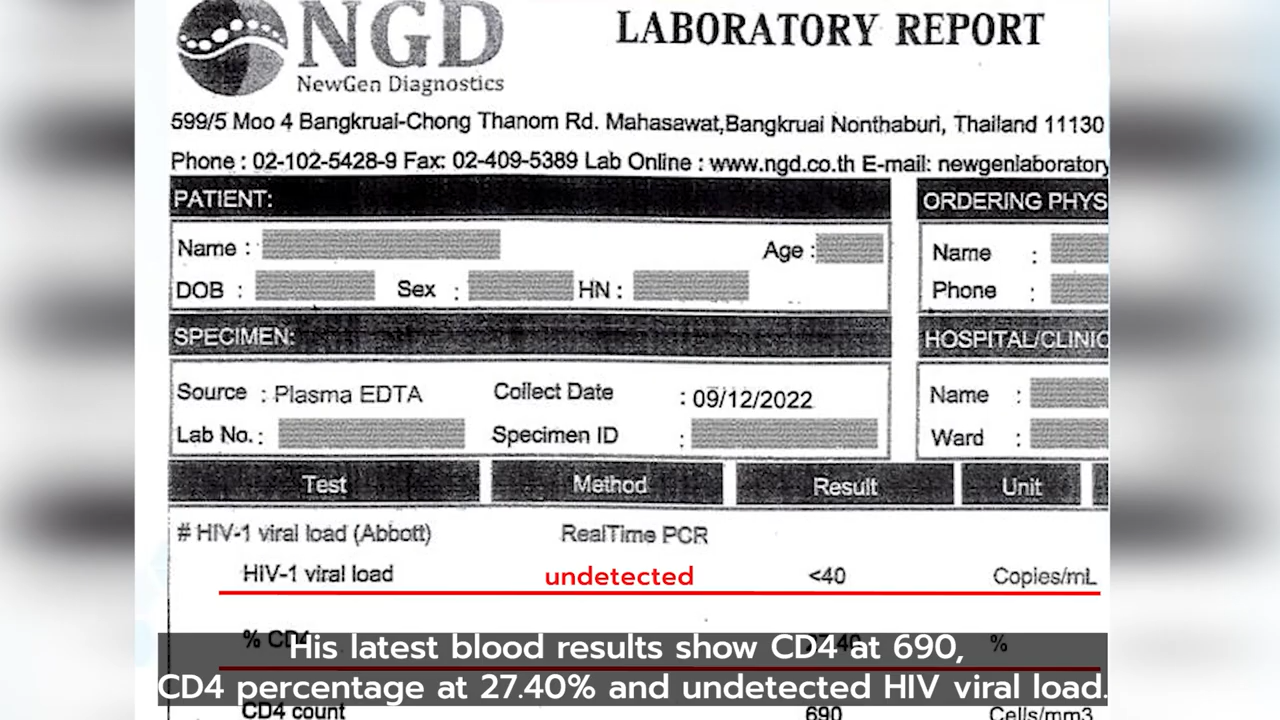 NGD
LABORATORY REPORT
NewGen Diagnostics
599/5 Moo 4 Bangkruai-Chong Thanom Rd. Mahasawat,Bangkruai Nonthaburi, Thailand 11130
Phone : 02-102-5428-9 Fax: 02-409-5389 Lab Online : www.ngd.co.th E-mail: newgenlaboratory
PATIENT:
ORDERING PHYS
Name :
Age :
Name :
DOB :
Sex :
HN :
Phone :
SPECIMEN:
HOSPITAL/CLINIC
Source : Plasma EDTA
Collect Date : 09/12/2022
Name :
Lab No. :
Specimen ID :
Ward :
Test Method Result Unit
# HIV-1 viral load (Abbott) RealTime PCR
HIV-1 viral load undetected <40 Copies/mL
% CD4 27.40 %
His latest blood results show CD4 at 690,
CD4 percentage at 27.40% and undetected HIV viral load.
CD4 count 690 Cells/mm3